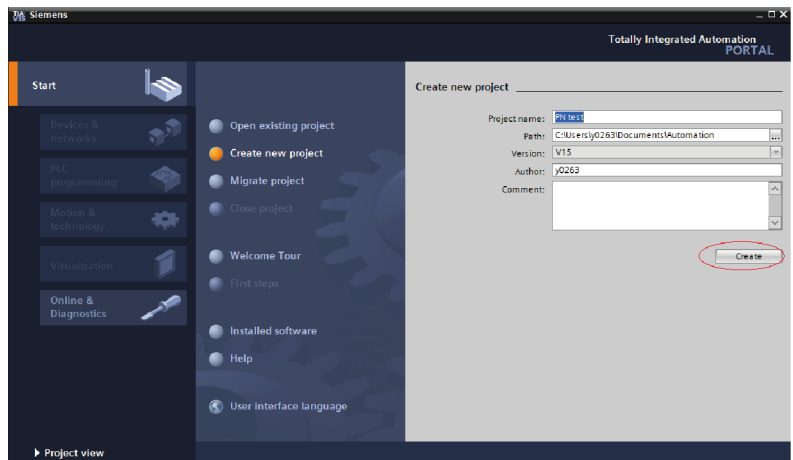 TIA
V15
Siemens
Totally Integrated Automation
PORTAL
Start
Devices &
networks
PLC
programming
Motion &
technology
Visualization
Online &
Diagnostics
Open existing project
Create new project
Migrate project
Close project
Welcome Tour
First steps
Installed software
Help
User interface language
Create new project
Project name: PN test
Path: C:\Users\y0263\Documents\Automation ...
Version: V15
Author: y0263
Comment:
Create
Project view